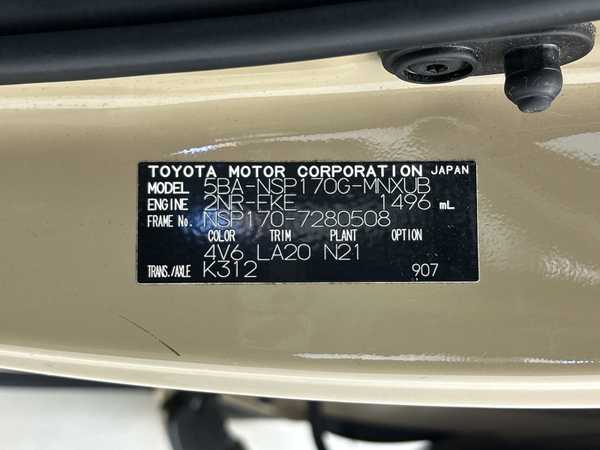 TOYOTA MOTOR CORPORATION JAPAN
MODEL 5BA-NSP170G-MNXUB
ENGINE 2NR-FKE 1496 mL
FRAME No. NSP170-7280508
COLOR TRIM PLANT OPTION
4V6 LA20 N21
TRANS./AXLE K312 907